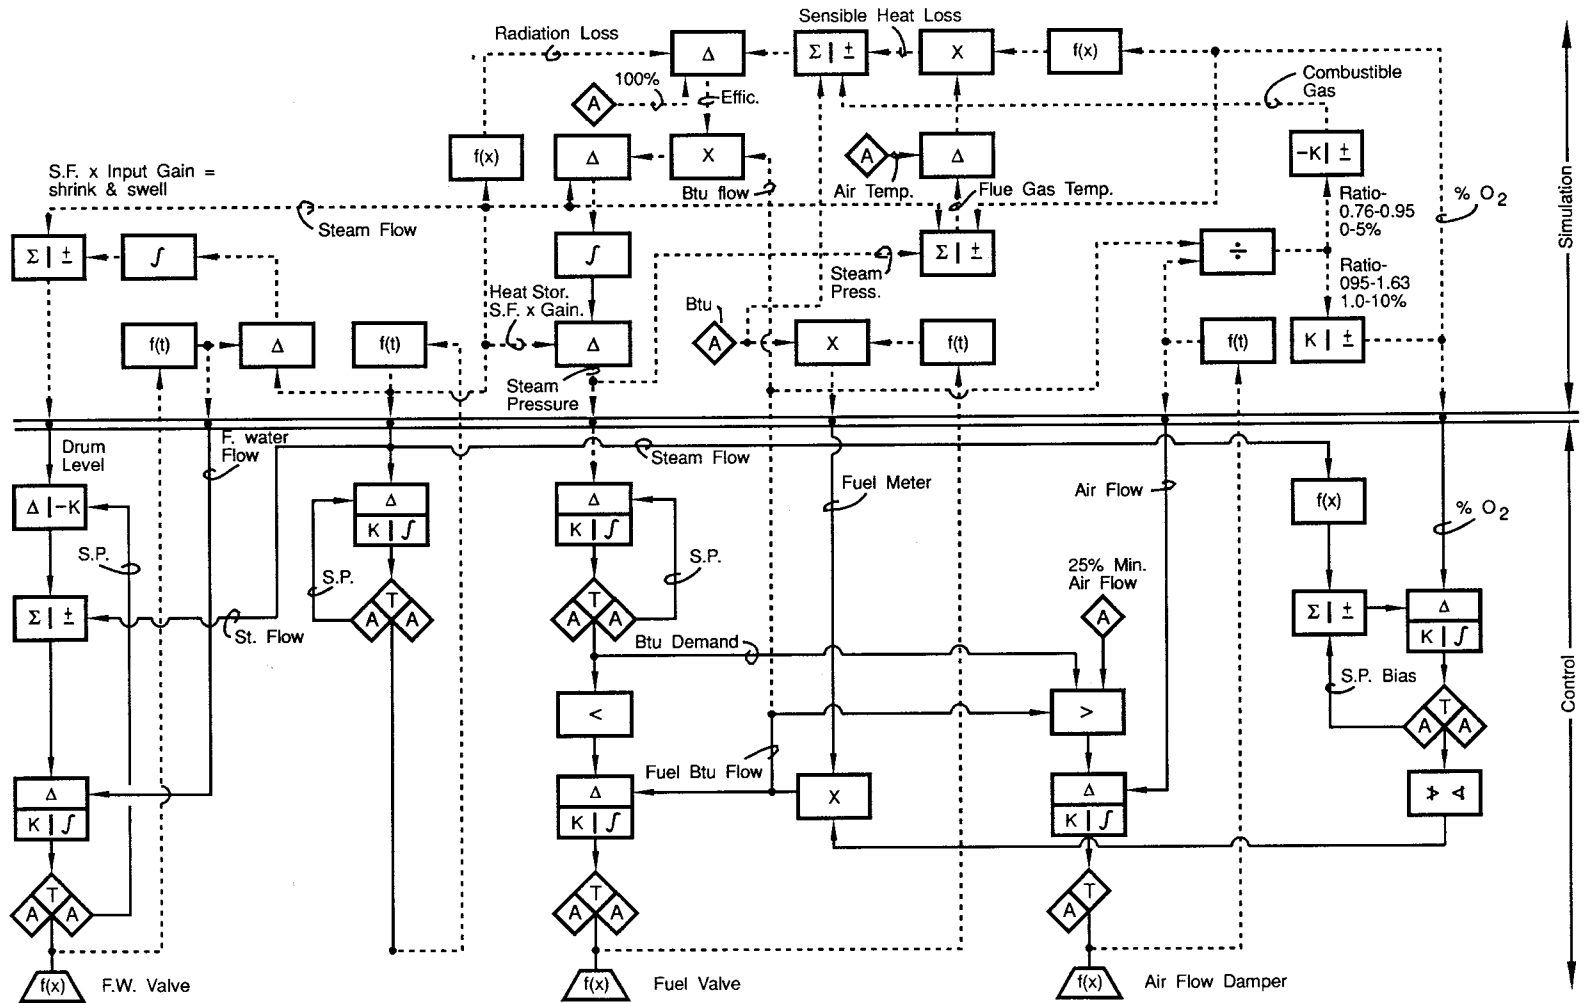 Sensible Heat Loss
Radiation Loss
Δ
Σ | ±
X
f(x)
100%
A
Effic.
Combustible
Gas
f(x)
Δ
X
A
Δ
-K | ±
Air Temp.
Btu flow
Flue Gas Temp.
S.F. x Input Gain =
shrink & swell
Steam Flow
Ratio-
0.76-0.95
0-5%
% O2
Simulation
Σ | ±
∫
∫
Σ | ±
÷
Steam
Press.
Ratio-
095-1.63
1.0-10%
Heat Stor.
S.F. x Gain.
Btu
f(t)
Δ
f(t)
Δ
A
X
f(t)
f(t)
K | ±
Steam
Pressure
Drum
Level
F. water
Flow
Steam Flow
Fuel Meter
Air Flow
Δ | -K
Δ
K | ∫
Δ
K | ∫
f(x)
% O2
S.P.
S.P.
S.P.
25% Min.
Air Flow
Σ | ±
St. Flow
T
A A
T
A A
A
Σ | ±
Δ
K | ∫
Btu Demand
S.P. Bias
Control
<
>
T
A A
Fuel Btu Flow
Δ
K | ∫
Δ
K | ∫
X
Δ
K | ∫
≯ ≮
T
A A
T
A A
T
A
f(x)
F.W. Valve
f(x)
Fuel Valve
f(x)
Air Flow Damper